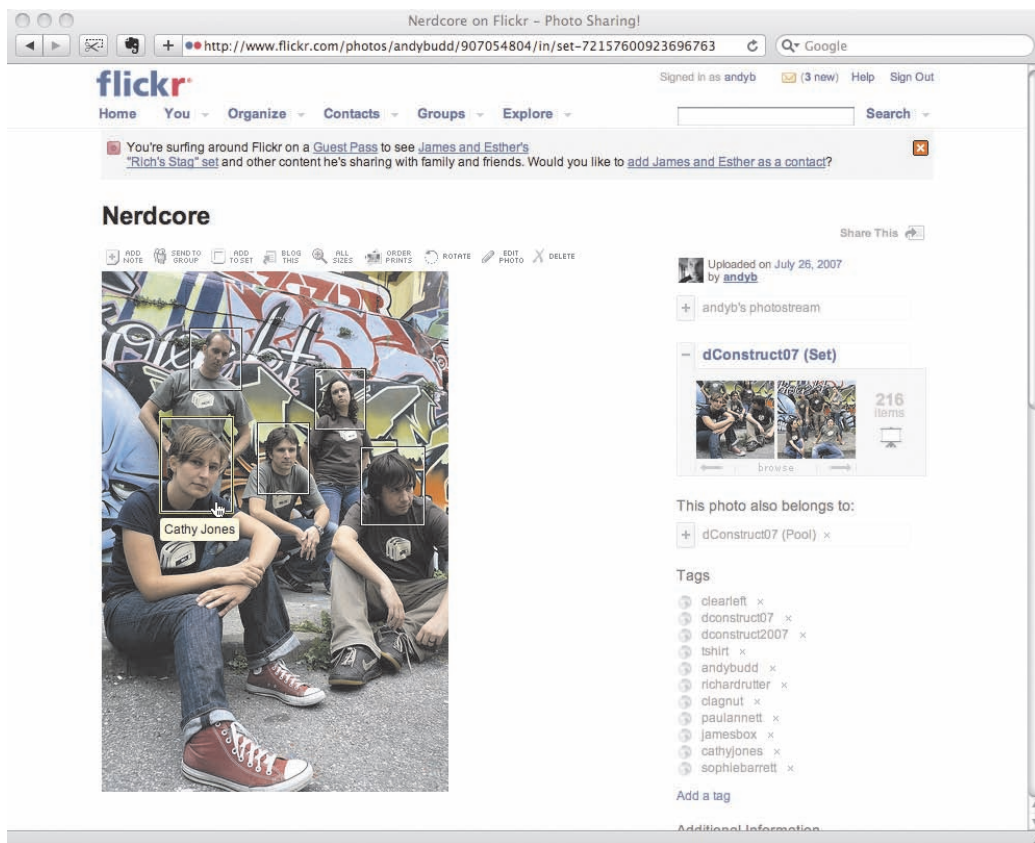 Nerdcore on Flickr – Photo Sharing!
http://www.flickr.com/photos/andybudd/907054804/in/set-72157600923696763
Google
flickr
Signed in as andyb (3 new) Help Sign Out
Home You Organize Contacts Groups Explore Search
You're surfing around Flickr on a Guest Pass to see James and Esther's
"Rich's Stag" set and other content he's sharing with family and friends. Would you like to add James and Esther as a contact?
Nerdcore
Share This
ADD NOTE
SEND TO GROUP
ADD TO SET
BLOG THIS
ALL SIZES
ORDER PRINTS
ROTATE
EDIT PHOTO
DELETE
Cathy Jones
Uploaded on July 26, 2007
by andyb
andyb's photostream
dConstruct07 (Set)
216
items
browse
This photo also belongs to:
dConstruct07 (Pool) ×
Tags
clearleft ×
dconstruct07 ×
dconstruct2007 ×
tshirt ×
andybudd ×
richardrutter ×
clagnut ×
paulannett ×
jamesbox ×
cathyjones ×
sophiebarrett ×
Add a tag
Additional Information